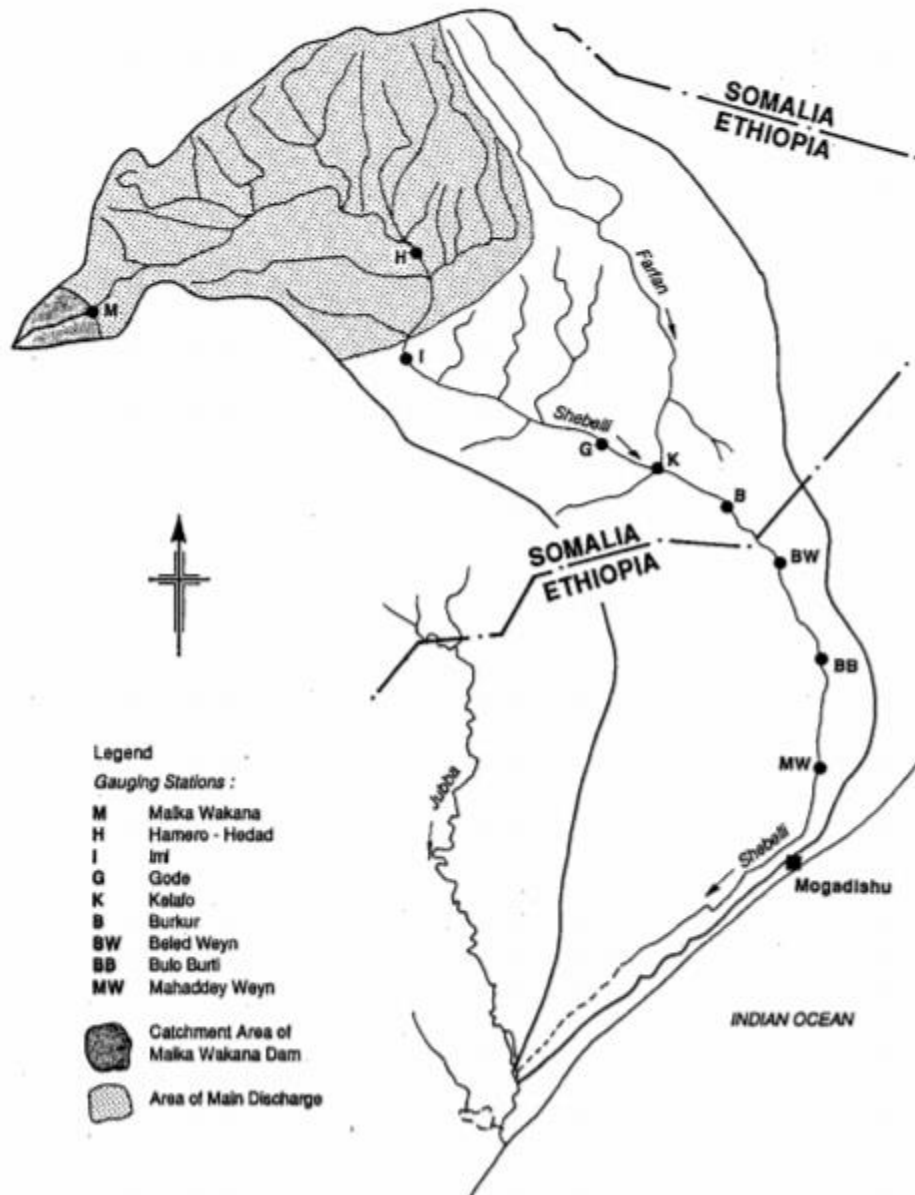 SOMALIA
ETHIOPIA
H
Farfan
M
I
Shebelli
G
K
B
SOMALIA
ETHIOPIA
BW
BB
Jubba
MW
Shebelli
Mogadishu
INDIAN OCEAN
Legend
Gauging Stations :
M Malka Wakana
H Hamero - Hedad
I Imi
G Gode
K Kelafo
B Burkur
BW Beled Weyn
BB Bulo Burti
MW Mahaddey Weyn
Catchment Area of
Malka Wakana Dam
Area of Main Discharge